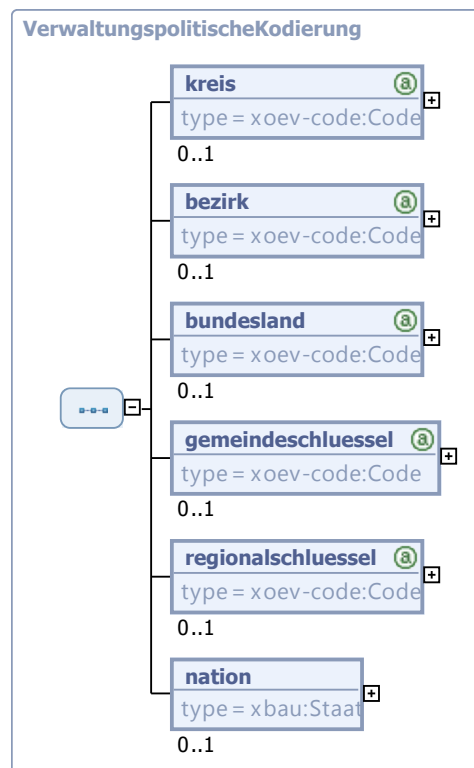 VerwaltungspolitischeKodierung
kreis
a
type = xoev-code:Code
0..1
bezirk
a
type = xoev-code:Code
0..1
bundesland
a
type = xoev-code:Code
0..1
gemeindeschluessel
a
type = xoev-code:Code
0..1
regionalschluessel
a
type = xoev-code:Code
0..1
nation
type = xbau:Staat
0..1